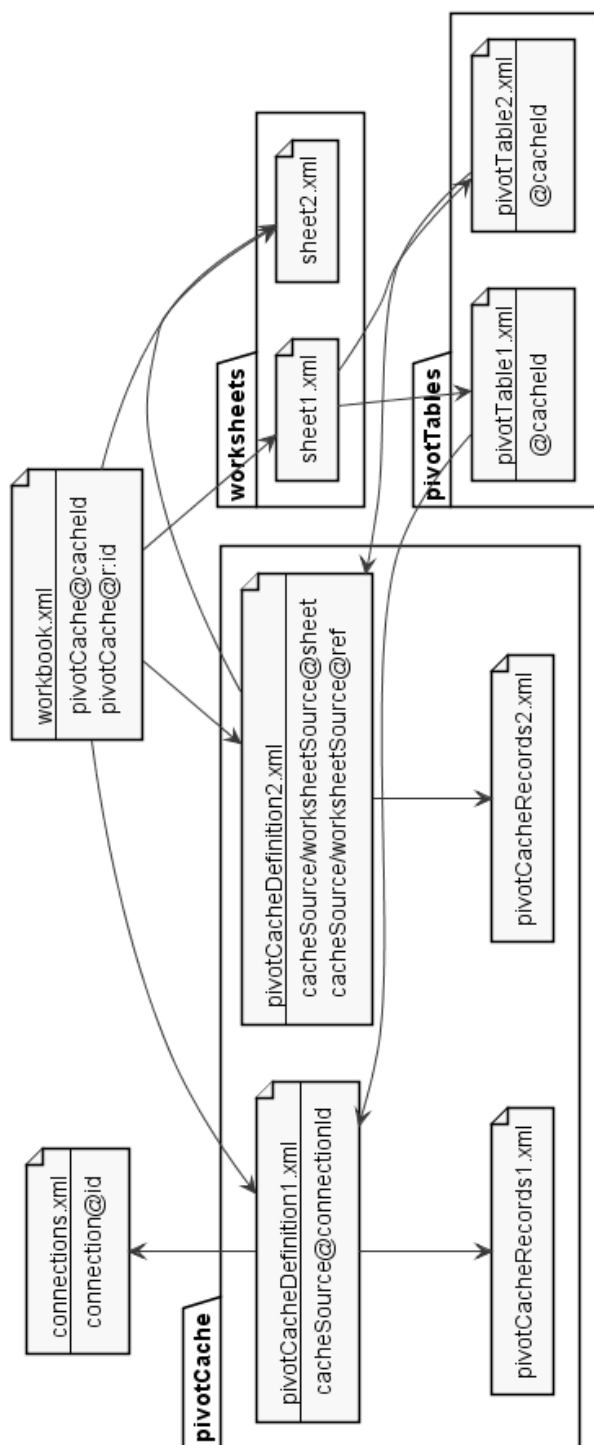 connections.xml
connection@id
workbook.xml
pivotCache@cacheId
pivotCache@r:id
pivotCache
pivotCacheDefinition1.xml
cacheSource@connectionId
pivotCacheDefinition2.xml
cacheSource/worksheetSource@sheet
cacheSource/worksheetSource@ref
pivotCacheRecords1.xml
pivotCacheRecords2.xml
worksheets
sheet1.xml
sheet2.xml
pivotTables
pivotTable1.xml
@cacheId
pivotTable2.xml
@cacheId